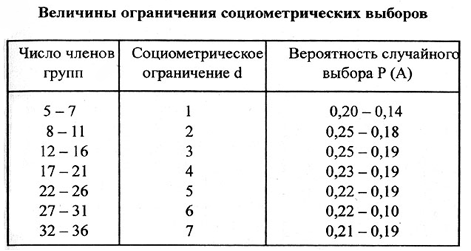 Величины ограничения социометрических выборов
Число членов групп Социометрическое ограничение d Вероятность случайного выбора P (A)
5 – 7 1 0,20 – 0,14
8 – 11 2 0,25 – 0,18
12 – 16 3 0,25 – 0,19
17 – 21 4 0,23 – 0,19
22 – 26 5 0,22 – 0,19
27 – 31 6 0,22 – 0,10
32 – 36 7 0,21 – 0,19